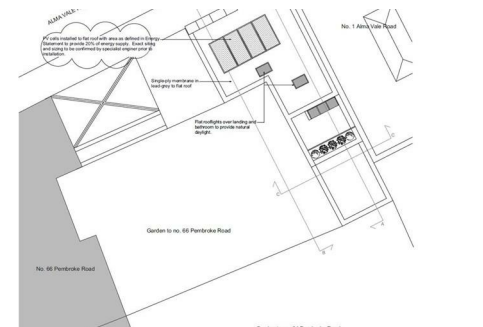 ALMA VALE
No. 1 Alma Vale Road
PV cells installed to flat roof with area as defined in Energy
Statement to provide 20% of energy supply. Exact siting
and sizing to be confirmed by specialist engineer prior to
installation.
Single-ply membrane in
lead grey to flat roof
Flat rooflights over landing and
bathroom to provide natural
daylight.
C
C
Garden to no. 66 Pembroke Road
A
B
No. 68 Pembroke Road